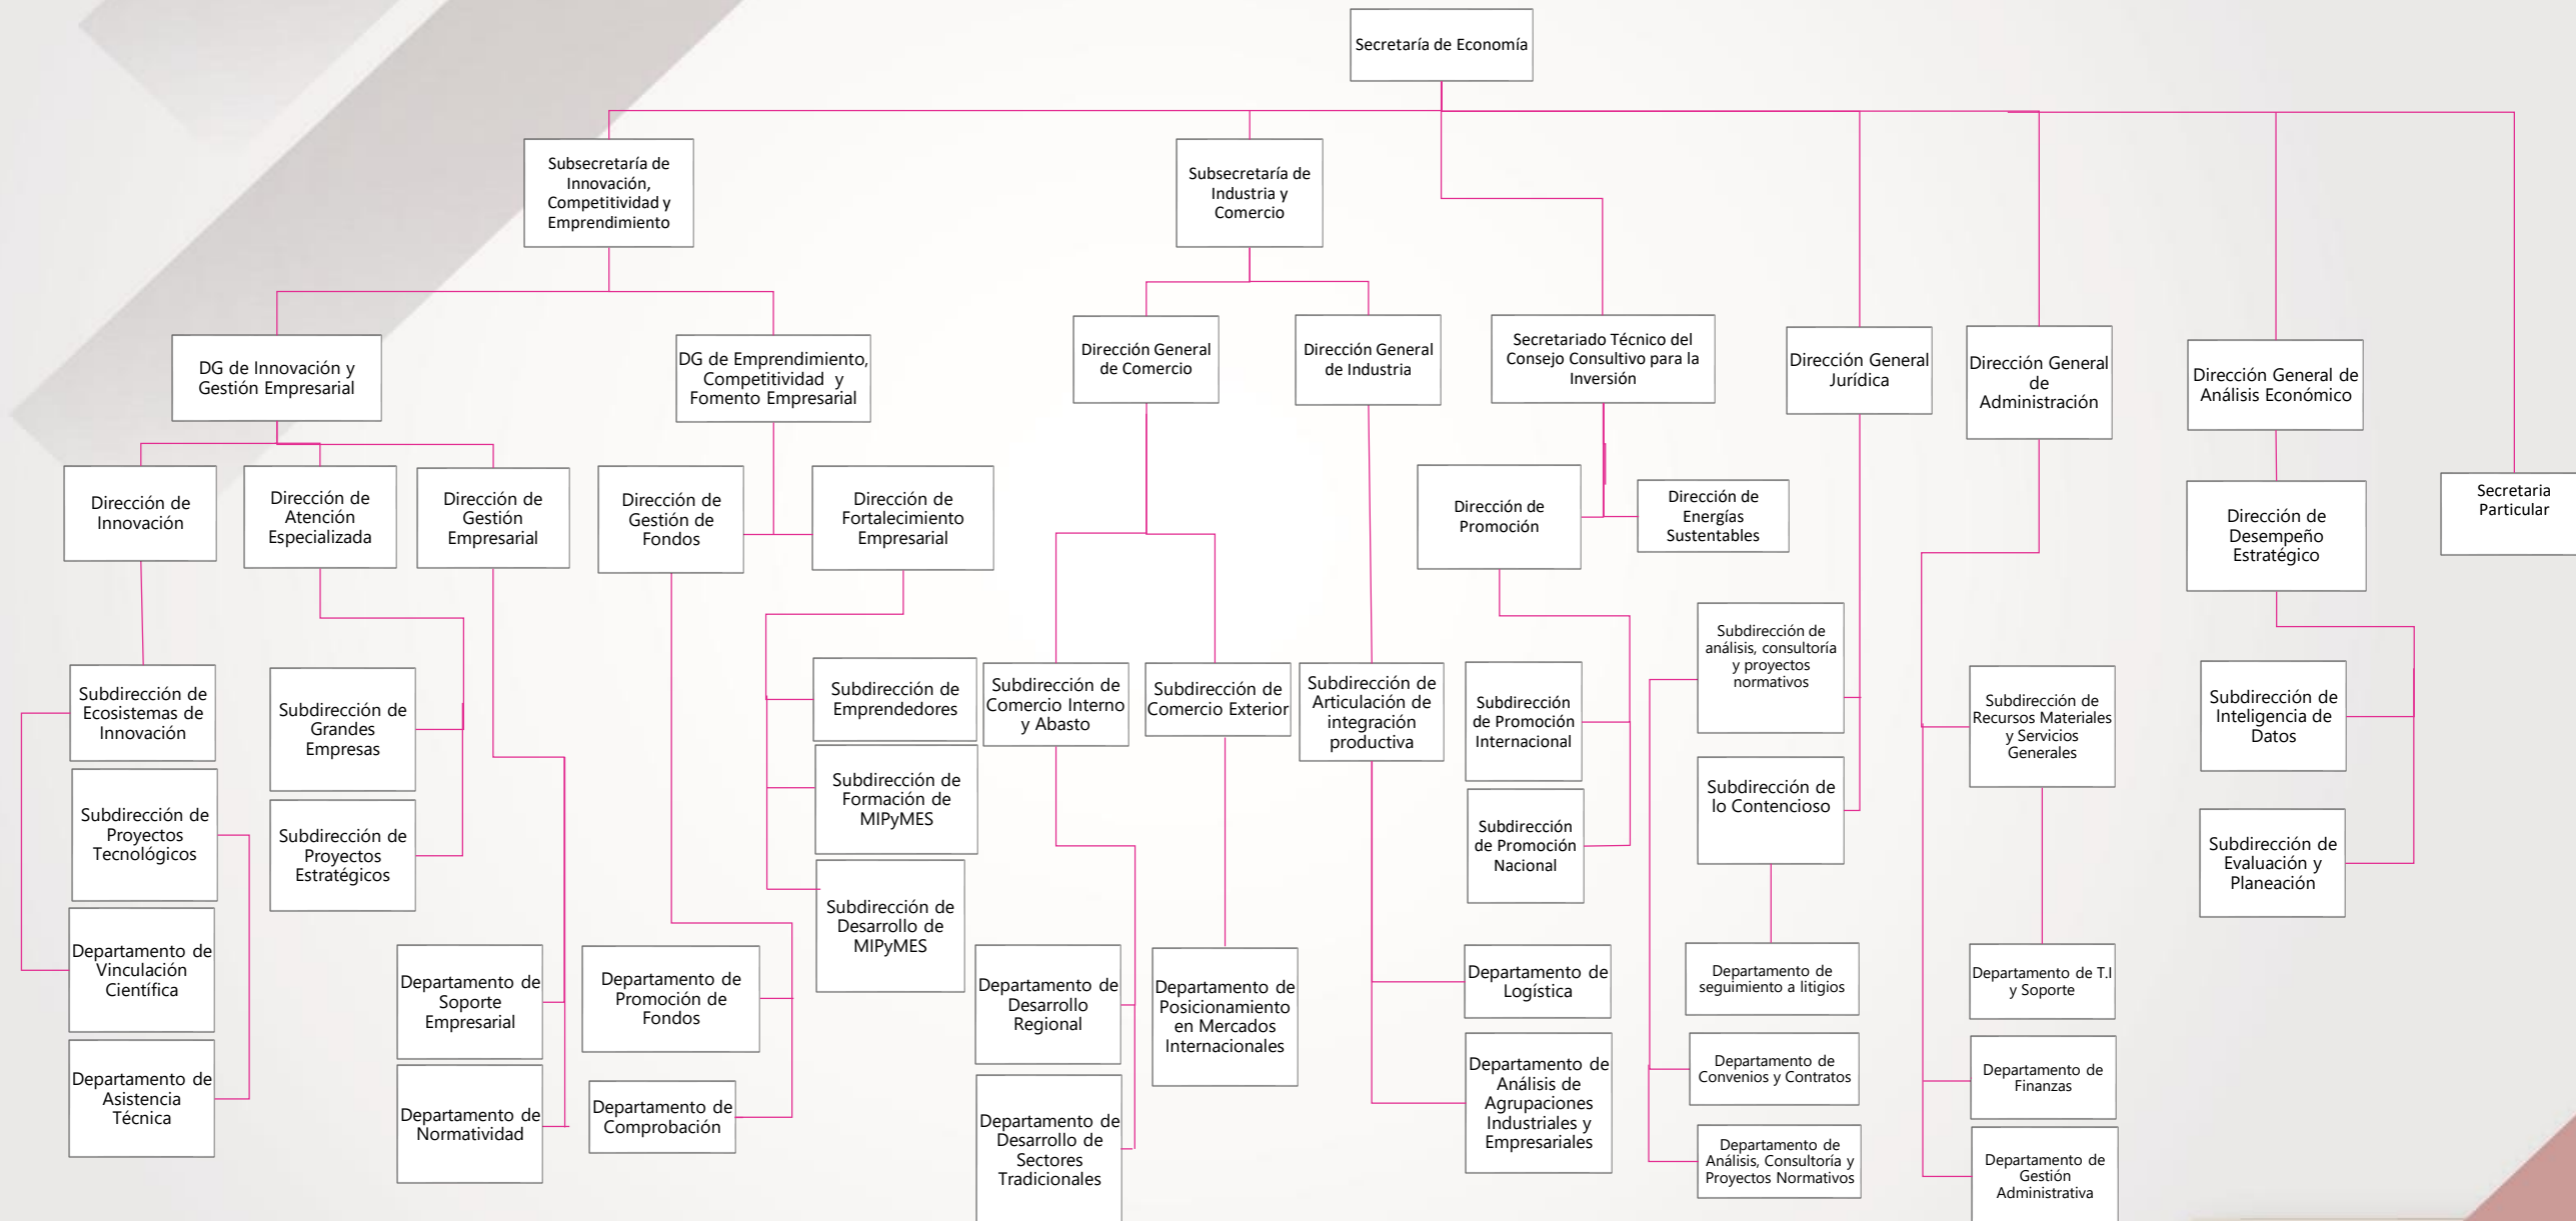 Secretaría de Economía
Subsecretaría de
Innovación,
Competitividad y
Emprendimiento
Subsecretaría de
Industria y
Comercio
DG de Innovación y
Gestión Empresarial
DG de Emprendimiento,
Competitividad y
Fomento Empresarial
Dirección General
de Comercio
Dirección General
de Industria
Secretariado Técnico del
Consejo Consultivo para la
Inversión
Dirección General
Jurídica
Dirección General
de
Administración
Dirección General de
Análisis Económico
Dirección de
Innovación
Dirección de
Atención
Especializada
Dirección de
Gestión
Empresarial
Dirección de
Gestión de
Fondos
Dirección de
Fortalecimiento
Empresarial
Dirección de
Promoción
Dirección de
Energías
Sustentables
Dirección de
Desempeño
Estratégico
Secretaria
Particular
Subdirección de
Ecosistemas de
Innovación
Subdirección de
Proyectos
Tecnológicos
Departamento de
Vinculación
Científica
Departamento de
Asistencia
Técnica
Subdirección de
Grandes
Empresas
Subdirección de
Proyectos
Estratégicos
Departamento de
Soporte
Empresarial
Departamento de
Normatividad
Departamento de
Promoción de
Fondos
Departamento de
Comprobación
Subdirección de
Emprendedores
Subdirección de
Formación de
MIPyMES
Subdirección de
Desarrollo de
MIPyMES
Subdirección de
Comercio Interno
y Abasto
Subdirección de
Comercio Exterior
Departamento de
Desarrollo
Regional
Departamento de
Desarrollo de
Sectores
Tradicionales
Departamento de
Posicionamiento
en Mercados
Internacionales
Subdirección de
Articulación de
integración
productiva
Departamento de
Logística
Departamento de
Análisis de
Agrupaciones
Industriales y
Empresariales
Subdirección
de Promoción
Internacional
Subdirección
de Promoción
Nacional
Subdirección de
análisis, consultoría
y proyectos
normativos
Subdirección de
lo Contencioso
Departamento de
seguimiento a litigios
Departamento de
Convenios y Contratos
Departamento de
Análisis, Consultoría y
Proyectos Normativos
Subdirección de
Recursos Materiales
y Servicios
Generales
Departamento de T.I
y Soporte
Departamento de
Finanzas
Departamento de
Gestión
Administrativa
Subdirección de
Inteligencia de
Datos
Subdirección de
Evaluación y
Planeación